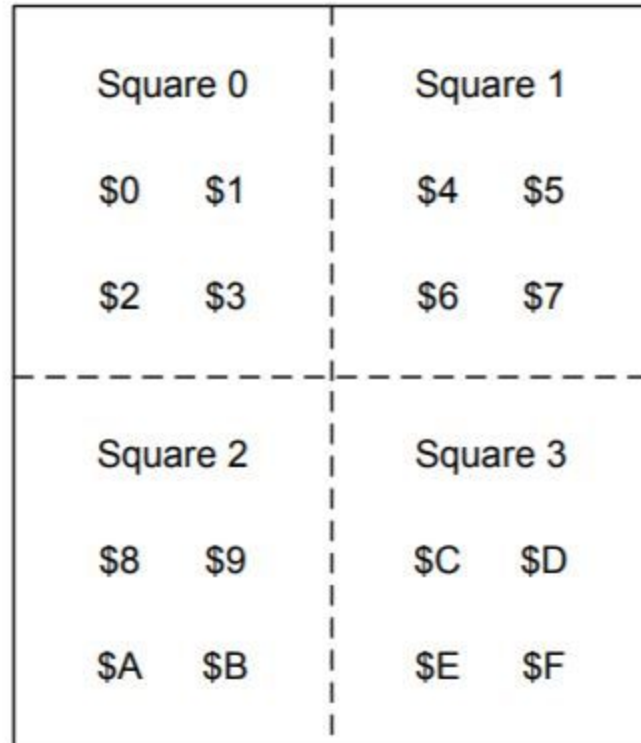 Square 0 Square 1
$0 $1 $4 $5
$2 $3 $6 $7
Square 2 Square 3
$8 $9 $C $D
$A $B $E $F